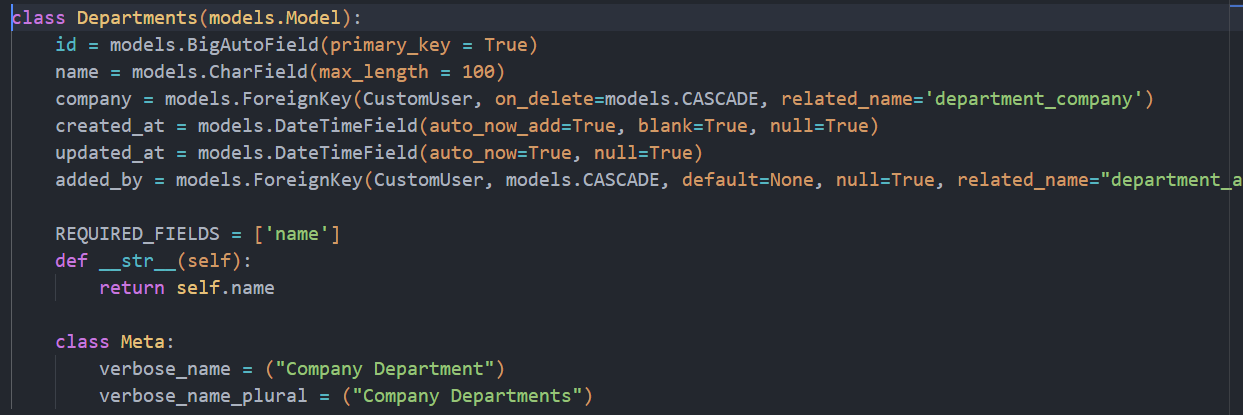 class Departments(models.Model):
    id = models.BigAutoField(primary_key = True)
    name = models.CharField(max_length = 100)
    company = models.ForeignKey(CustomUser, on_delete=models.CASCADE, related_name='department_company')
    created_at = models.DateTimeField(auto_now_add=True, blank=True, null=True)
    updated_at = models.DateTimeField(auto_now=True, null=True)
    added_by = models.ForeignKey(CustomUser, models.CASCADE, default=None, null=True, related_name="department_a
    REQUIRED_FIELDS = ['name']
    def __str__(self):
        return self.name
    class Meta:
        verbose_name = ("Company Department")
        verbose_name_plural = ("Company Departments")